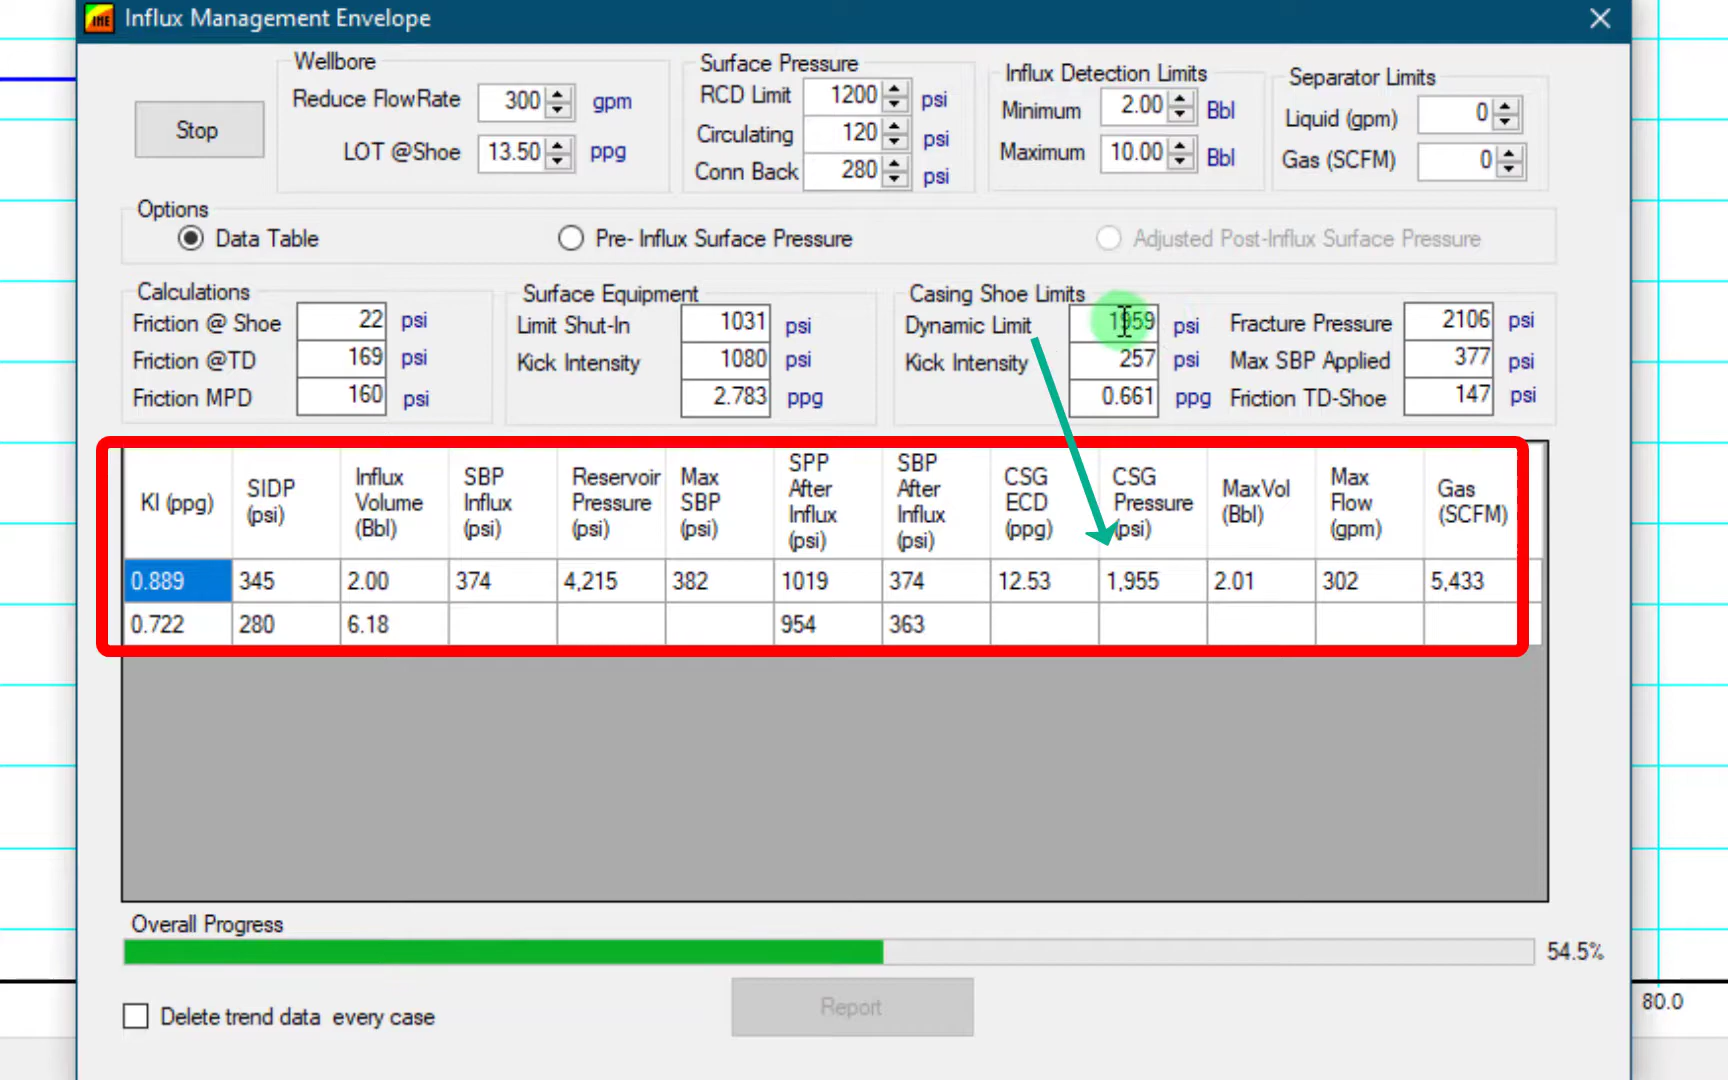 IME Influx Management Envelope
Stop
Wellbore
Reduce FlowRate 300 gpm
LOT @Shoe 13.50 ppg
Surface Pressure
RCD Limit 1200 psi
Circulating 120 psi
Conn Back 280 psi
Influx Detection Limits
Minimum 2.00 Bbl
Maximum 10.00 Bbl
Separator Limits
Liquid (gpm) 0
Gas (SCFM) 0
Options
Data Table Pre- Influx Surface Pressure Adjusted Post-Influx Surface Pressure
Calculations
Friction @ Shoe 22 psi
Friction @TD 169 psi
Friction MPD 160 psi
Surface Equipment
Limit Shut-In 1031 psi
Kick Intensity 1080 psi
2.783 ppg
Casing Shoe Limits
Dynamic Limit 1959 psi Fracture Pressure 2106 psi
Kick Intensity 257 psi Max SBP Applied 377 psi
0.661 ppg Friction TD-Shoe 147 psi
KI (ppg)
SIDP
(psi)
Influx
Volume
(Bbl)
SBP
Influx
(psi)
Reservoir
Pressure
(psi)
Max
SBP
(psi)
SPP
After
Influx
(psi)
SBP
After
Influx
(psi)
CSG
ECD
(ppg)
CSG
Pressure
(psi)
MaxVol
(Bbl)
Max
Flow
(gpm)
Gas
(SCFM)
0.889 345 2.00 374 4,215 382 1019 374 12.53 1,955 2.01 302 5,433
0.722 280 6.18 954 363
Overall Progress
54.5%
Delete trend data every case
Report
80.0